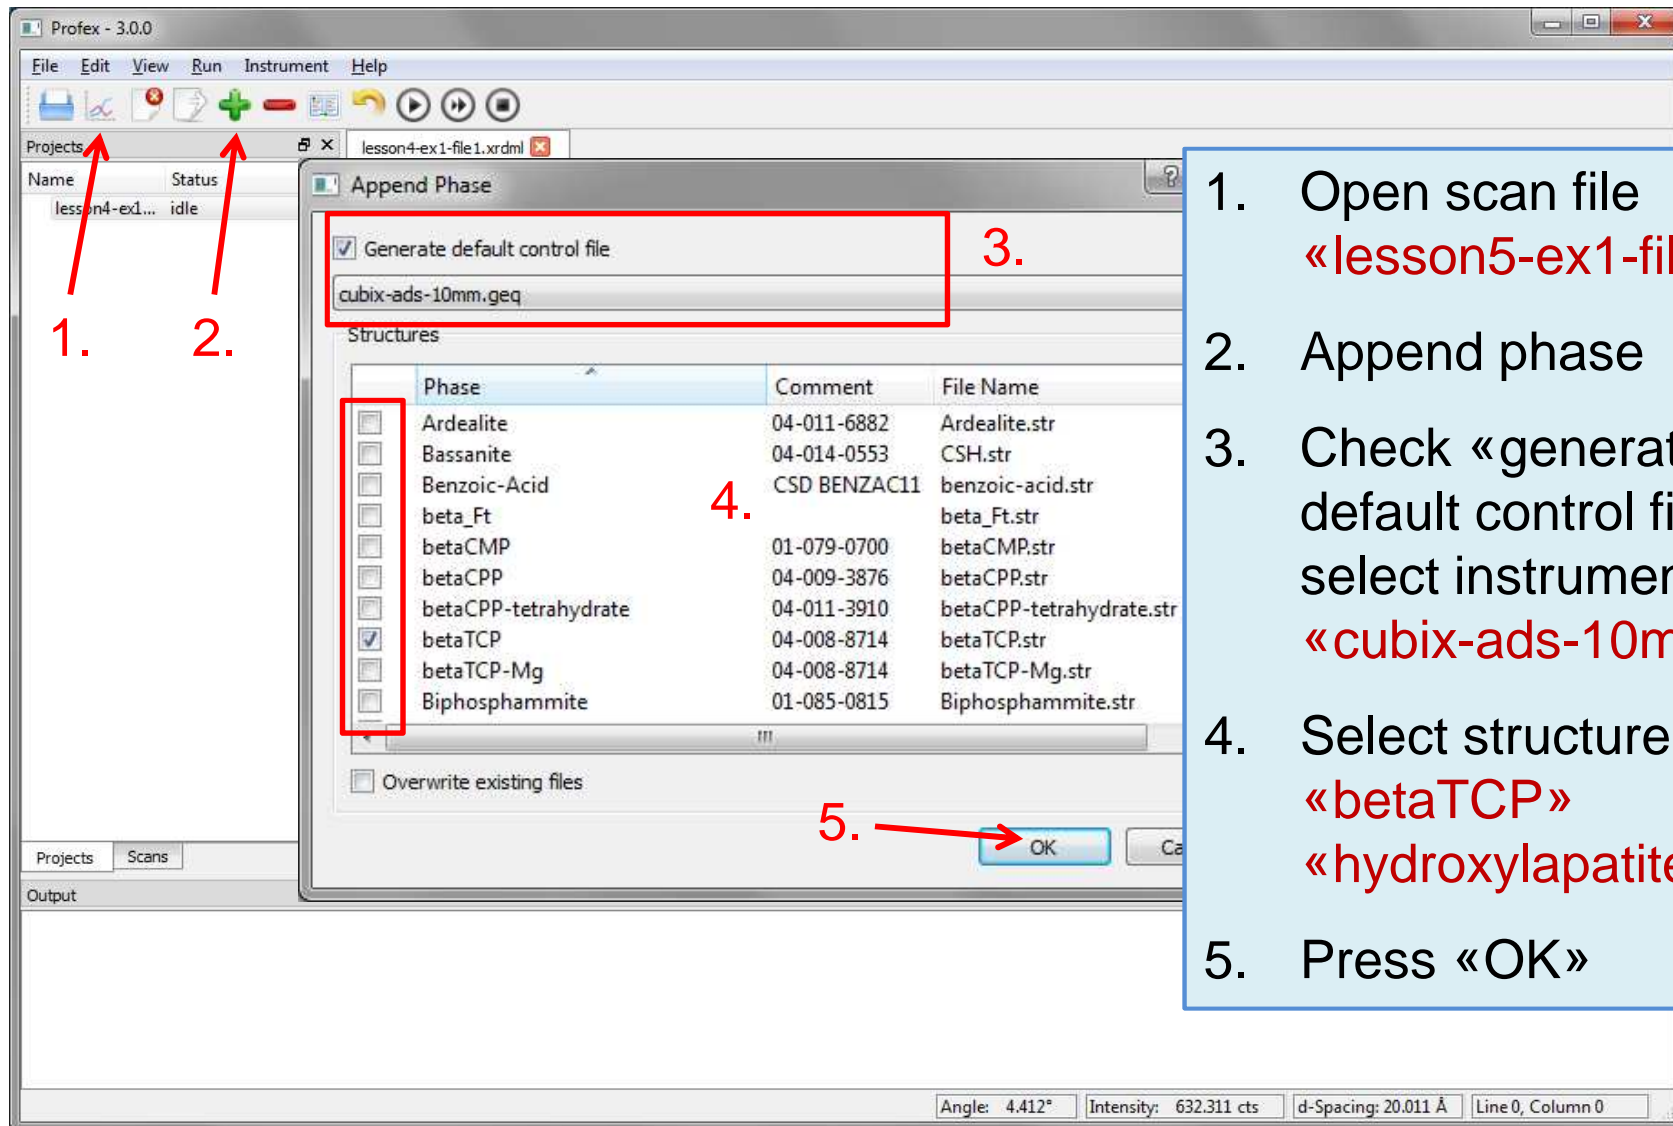 Profex - 3.0.0
File Edit View Run Instrument Help
Projects
lesson4-ex1-file1.xrdml
Name Status
lesson4-ex1... idle
1. 2.
Append Phase
Generate default control file
3.
cubix-ads-10mm.geq
Structures
Phase Comment File Name
Ardealite 04-011-6882 Ardealite.str
Bassanite 04-014-0553 CSH.str
Benzoic-Acid CSD BENZAC11 benzoic-acid.str
4.
beta_Ft beta_Ft.str
betaCMP 01-079-0700 betaCMP.str
betaCPP 04-009-3876 betaCPP.str
betaCPP-tetrahydrate 04-011-3910 betaCPP-tetrahydrate.str
betaTCP 04-008-8714 betaTCP.str
betaTCP-Mg 04-008-8714 betaTCP-Mg.str
Biphosphammite 01-085-0815 Biphosphammite.str
Overwrite existing files
5.
OK Ca
1. Open scan file
«lesson5-ex1-fil
2. Append phase
3. Check «generat
default control fi
select instrumen
«cubix-ads-10m
4. Select structure
«betaTCP»
«hydroxylapatite
5. Press «OK»
Projects Scans
Output
Angle: 4.412° Intensity: 632.311 cts d-Spacing: 20.011 Å Line 0, Column 0